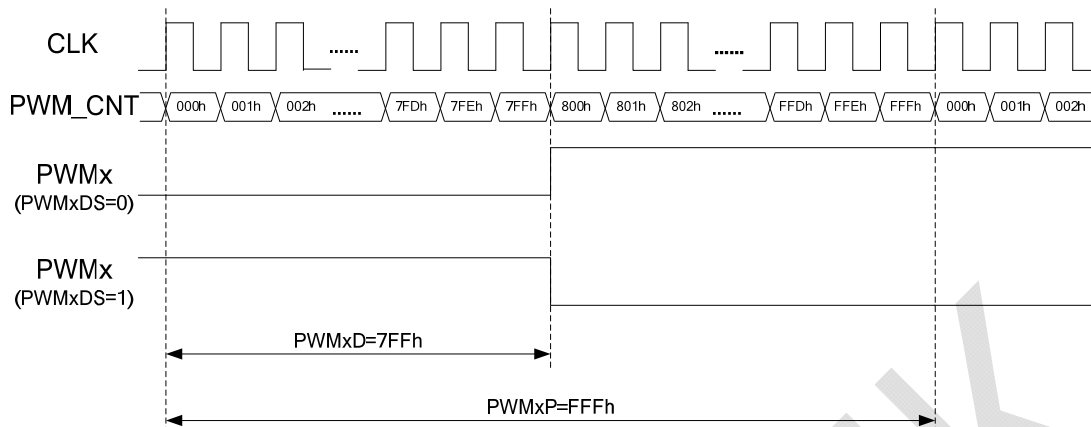 CLK ...... ......
PWM_CNT 000h 001h 002h ...... 7FDh 7FEh 7FFh 800h 801h 802h ...... FFDh FFEh FFFh 000h 001h 002h
PWMx
(PWMxDS=0)
PWMx
(PWMxDS=1)
PWMxD=7FFh
PWMxP=FFFh